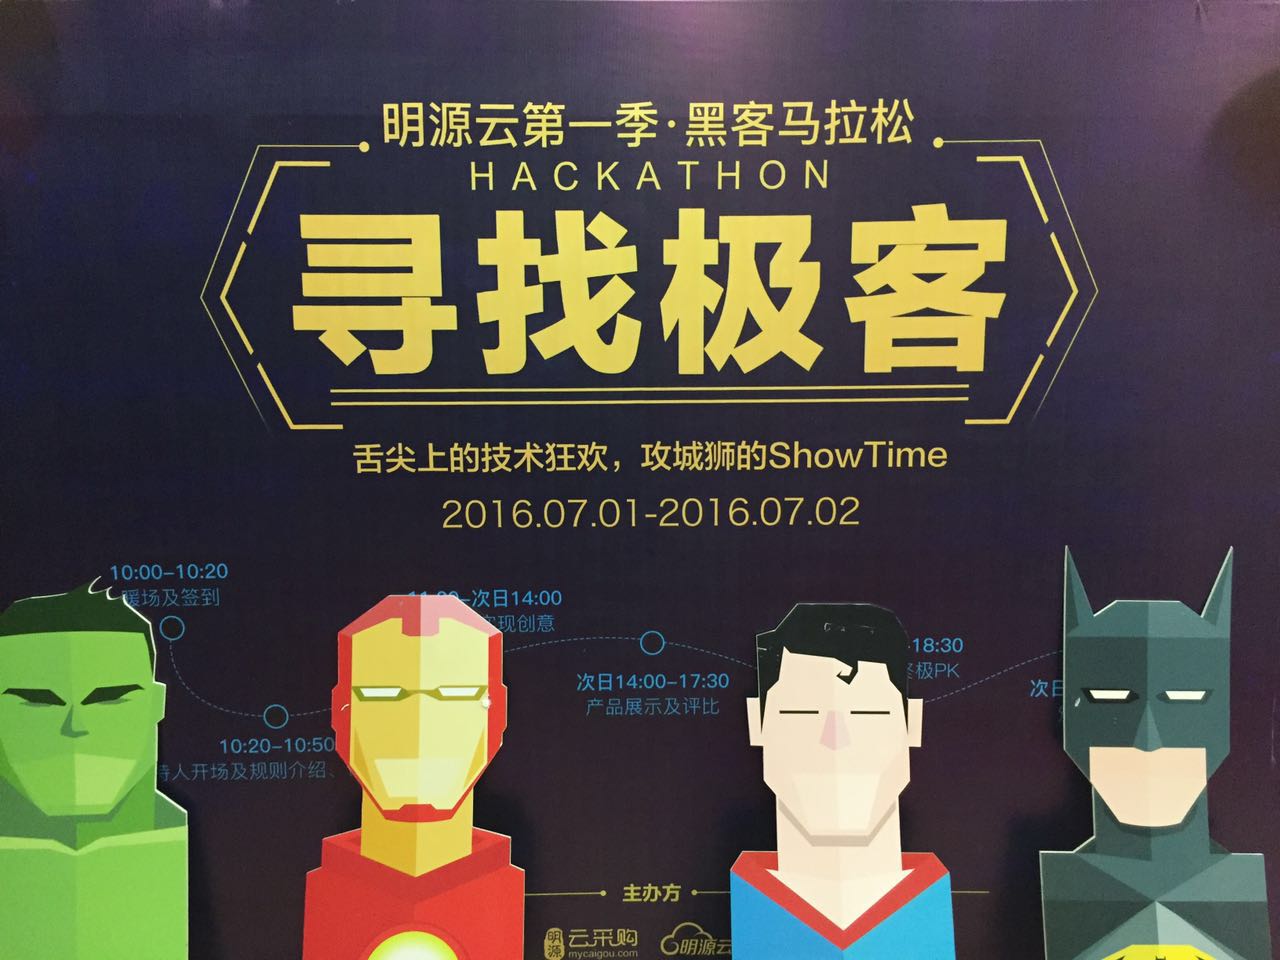 明源云第一季·黑客马拉松
HACKATHON
寻找极客
舌尖上的技术狂欢，攻城狮的ShowTime
2016.07.01-2016.07.02
10:00-10:20
暖场及签到
-次日14:00
实现创意
次日14:00-17:30
产品展示及评比
18:30
终极PK
次日
10:20-10:50
持人开场及规则介绍、
主办方
明源
云采购
mycaigou.com
明源云